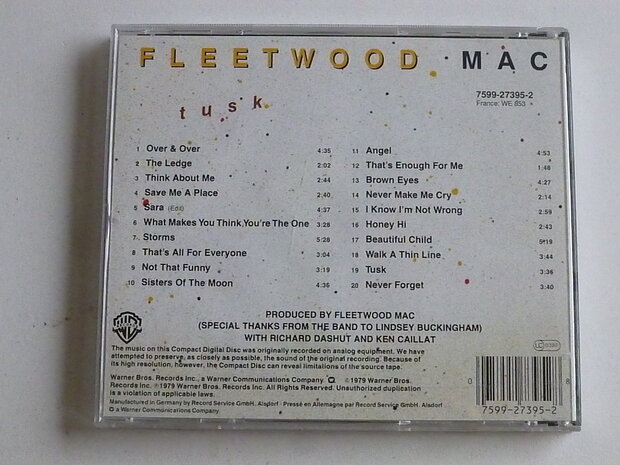 FLEETWOOD MAC
7599-27395-2
France: WE 853
tusk
1 Over & Over 4:35
2 The Ledge 2:02
3 Think About Me 2:44
4 Save Me A Place 2:40
5 Sara (Edit) 4:37
6 What Makes You Think You're The One 3:28
7 Storms 5:28
8 That's All For Everyone 3:04
9 Not That Funny 3:19
10 Sisters Of The Moon 4:36
11 Angel 4:53
12 That's Enough For Me 1:48
13 Brown Eyes 4:27
14 Never Make Me Cry 2:14
15 I Know I'm Not Wrong 2:59
16 Honey Hi 2:43
17 Beautiful Child 5:19
18 Walk A Thin Line 3:44
19 Tusk 3:36
20 Never Forget 3:40
PRODUCED BY FLEETWOOD MAC
(SPECIAL THANKS FROM THE BAND TO LINDSEY BUCKINGHAM)
WITH RICHARD DASHUT AND KEN CAILLAT
The music on this Compact Digital Disc was originally recorded on analog equipment. We have
attempted to preserve, as closely as possible, the sound of the original recording. Because of
its high resolution, however, the Compact Disc can reveal limitations of the source tape.
Warner Bros. Records Inc., a Warner Communications Company. ℗1979 Warner Bros.
Records Inc. ©1979 Warner Bros. Records Inc. All Rights Reserved. Unauthorized duplication
is a violation of applicable laws.
Manufactured in Germany by Record Service GmbH, Alsdorf · Pressé en Allemagne par Record Service GmbH, Alsdorf
a Warner Communications Company
0 7599-27395-2 8